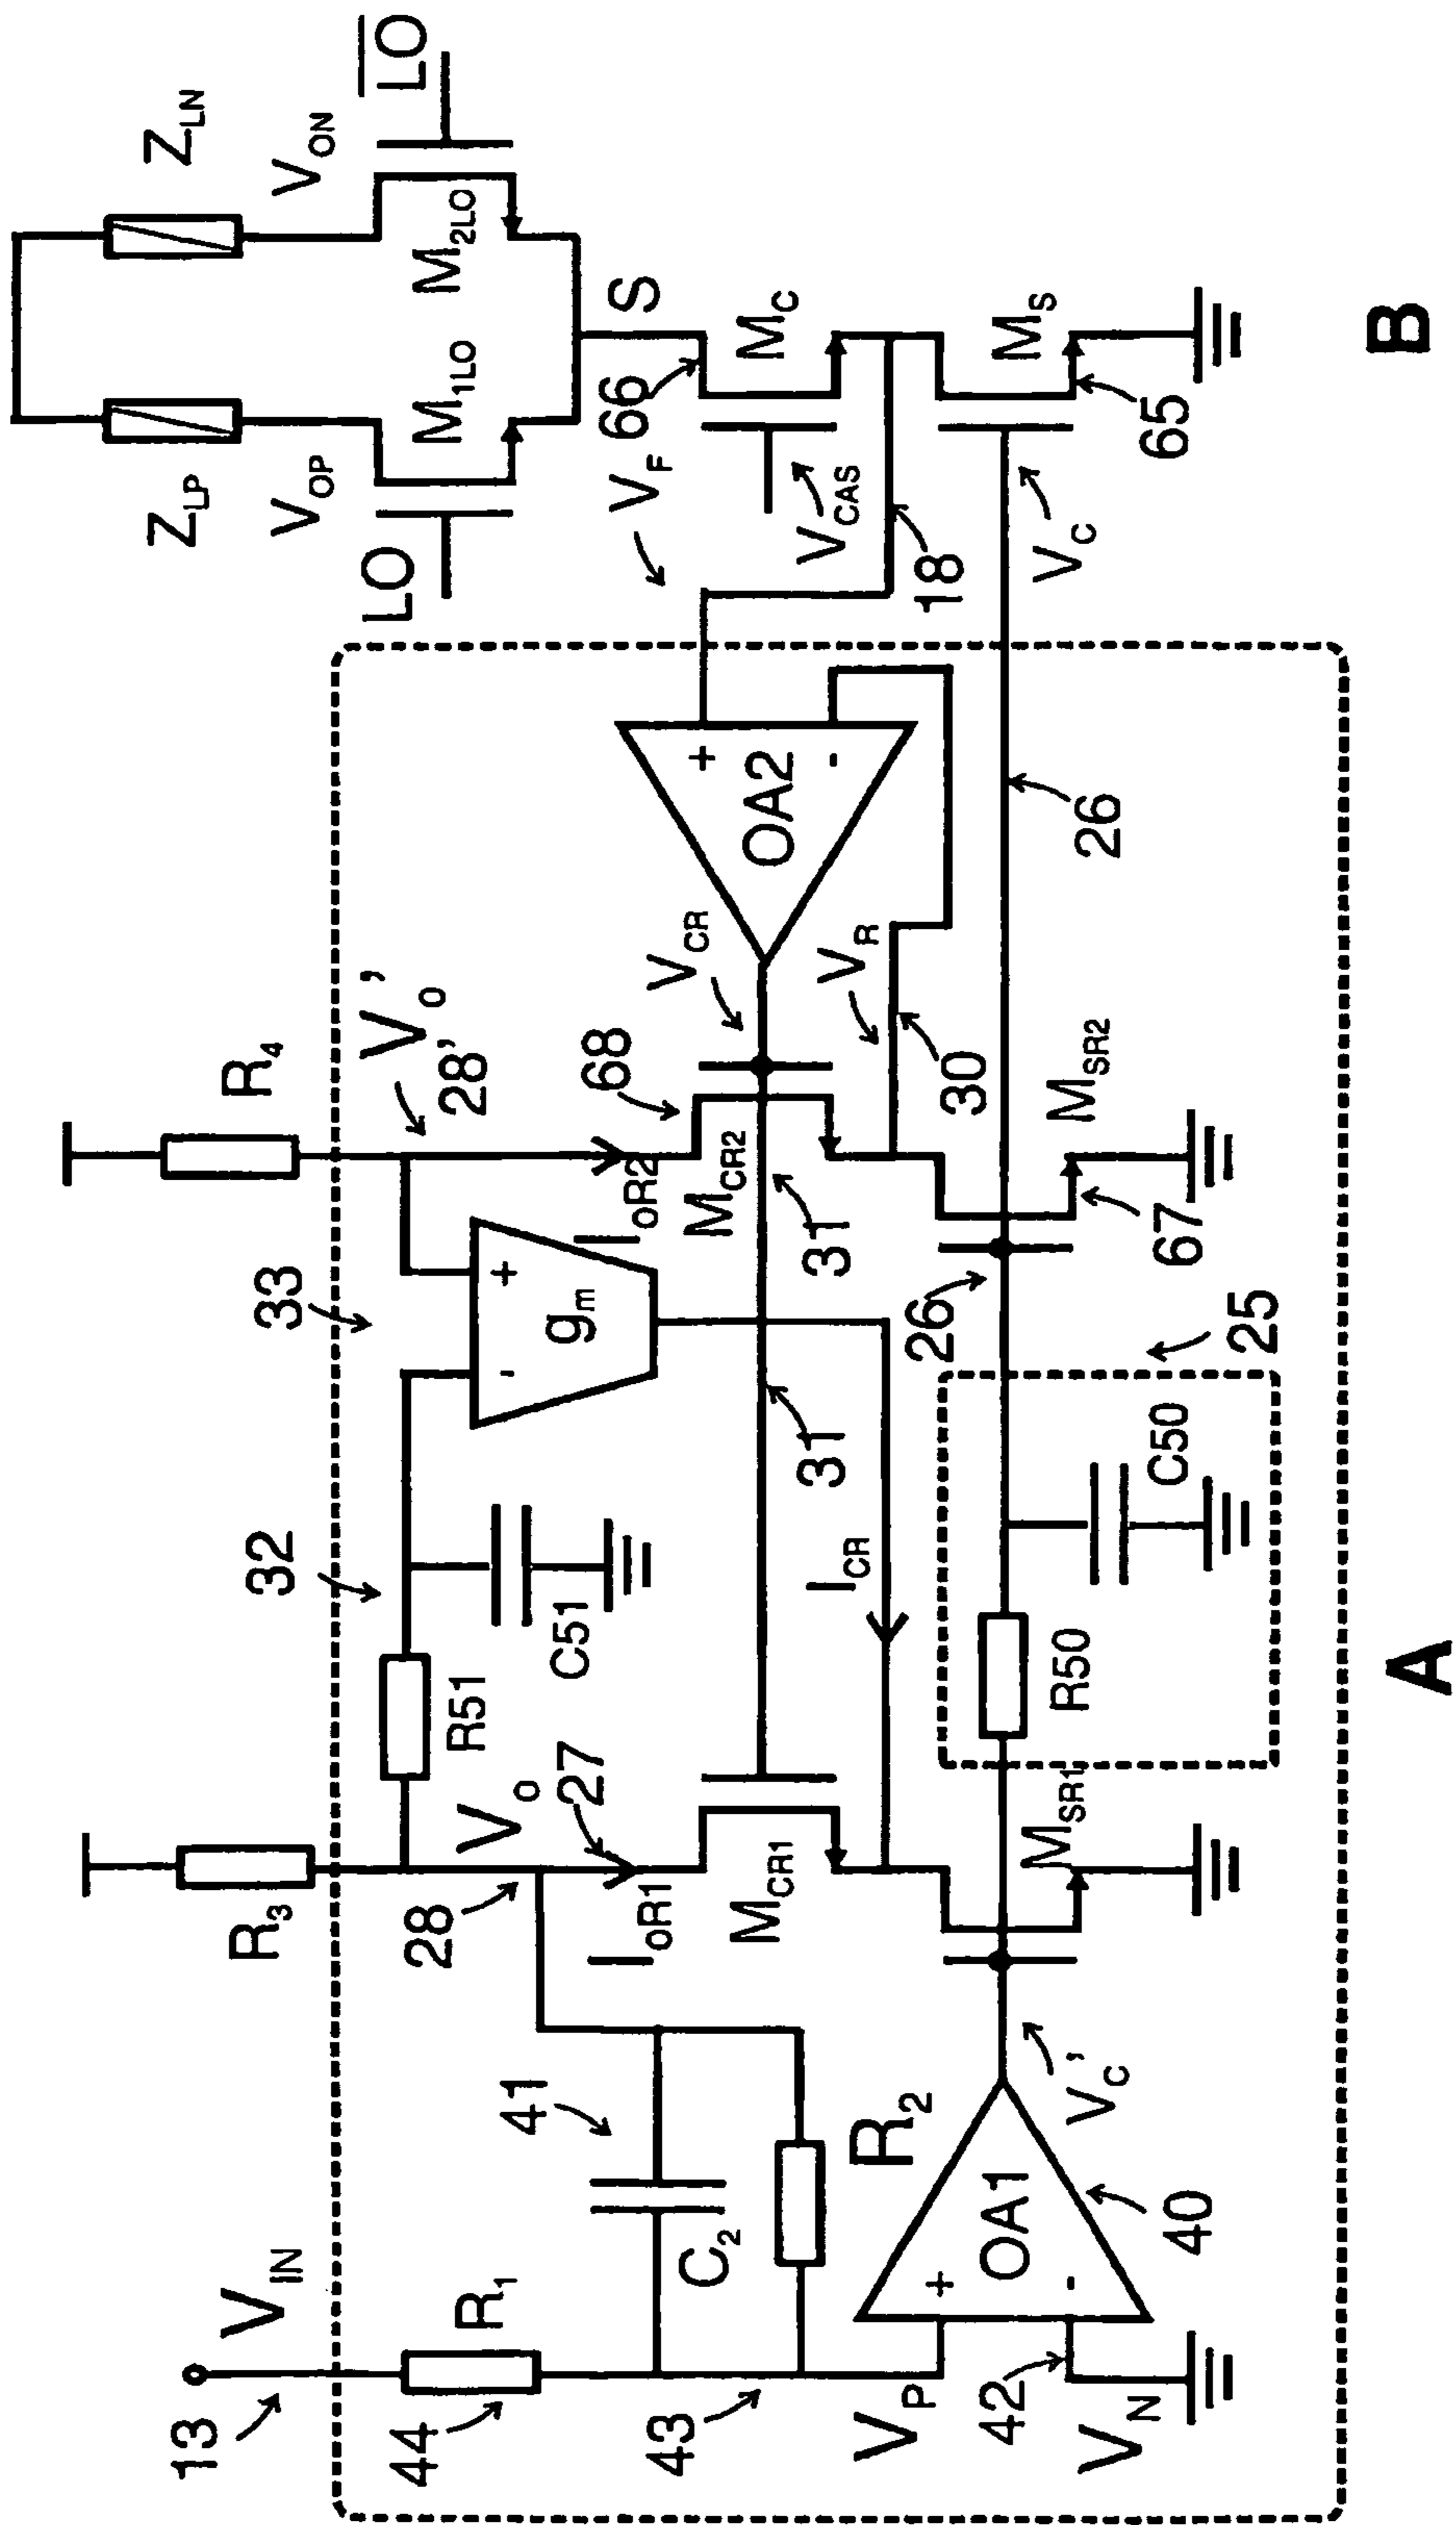 13
V_IN
R_1
44
43
V_P
42
V_N
C_2
41
R_2
OA1
+
-
40
V_C'
R_3
28
V_O
27
I_oR1
M_CR1
M_SR1
R51
32
C51
33
g_m
-
+
I_CR
31
31
R50
C50
25
26
R_4
V_O'
28'
I_oR2
68
M_CR2
V_CR
V_R
30
M_SR2
67
OA2
+
-
26
Z_LP
Z_LN
V_OP
V_ON
LO
L̅O̅
M_1LO
M_2LO
S
66
V_F
M_C
V_CAS
18
M_S
V_C
65
A
B